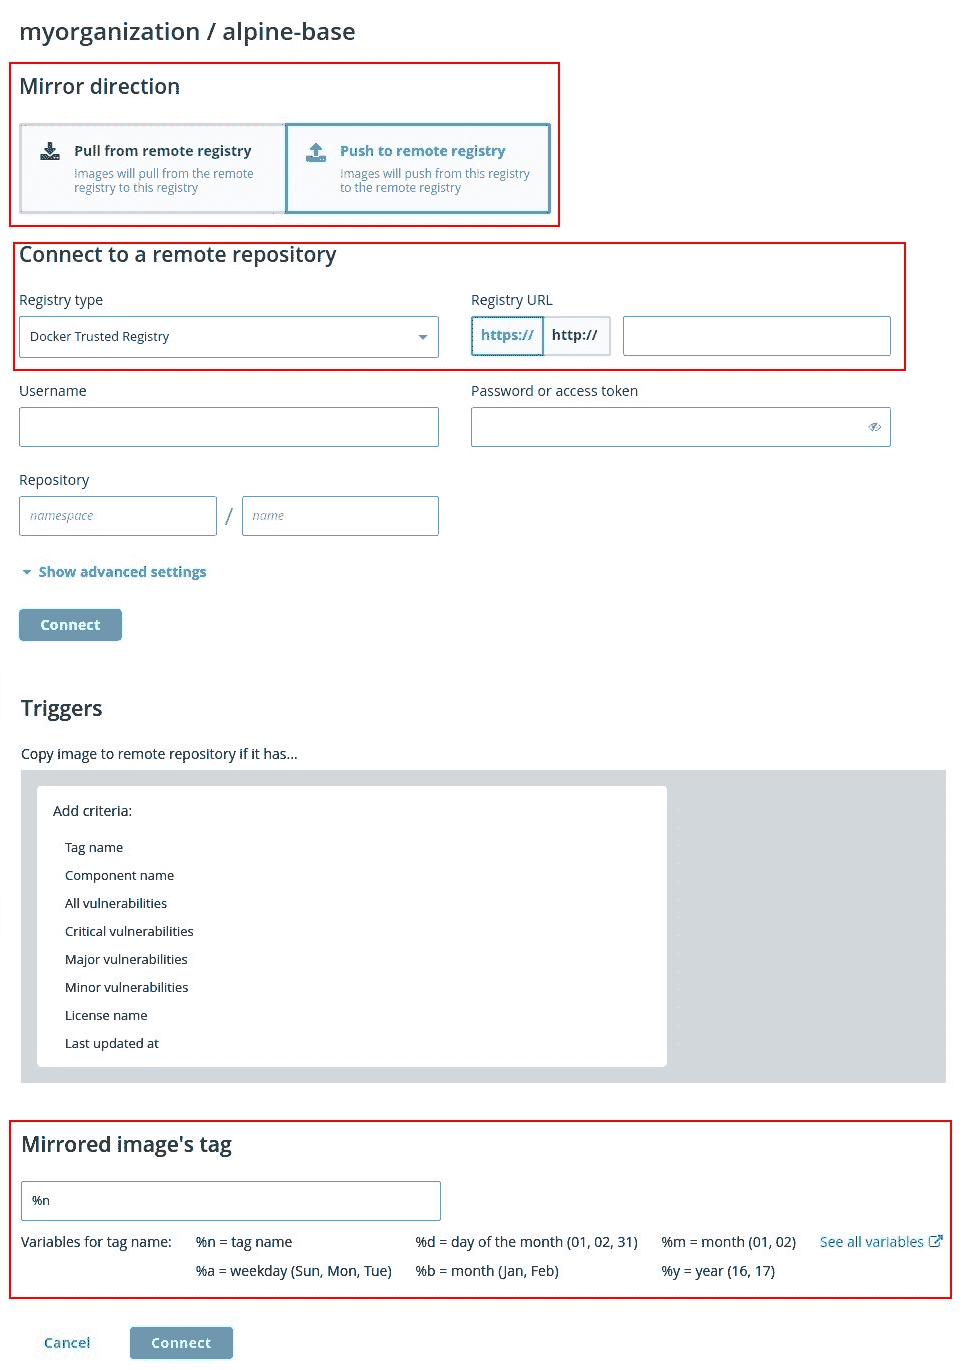 myorganization / alpine-base
Mirror direction
Pull from remote registry
Images will pull from the remote
registry to this registry
Push to remote registry
Images will push from this registry
to the remote registry
Connect to a remote repository
Registry type
Registry URL
Docker Trusted Registry
https://
http://
Username
Password or access token
Repository
namespace / name
Show advanced settings
Connect
Triggers
Copy image to remote repository if it has...
Add criteria:
Tag name
Component name
All vulnerabilities
Critical vulnerabilities
Major vulnerabilities
Minor vulnerabilities
License name
Last updated at
Mirrored image's tag
%n
Variables for tag name: %n = tag name %d = day of the month (01, 02, 31) %m = month (01, 02) See all variables
%a = weekday (Sun, Mon, Tue) %b = month (Jan, Feb) %y = year (16, 17)
Cancel
Connect